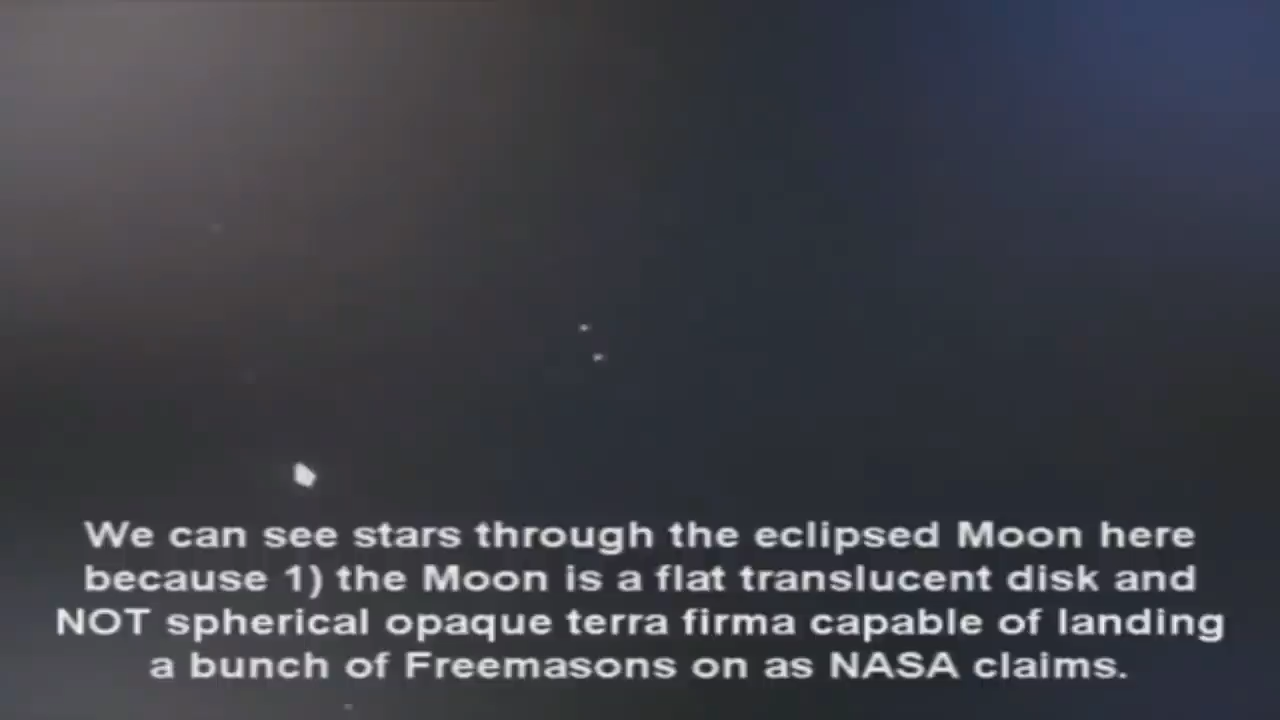 We can see stars through the eclipsed Moon here
because 1) the Moon is a flat translucent disk and
NOT spherical opaque terra firma capable of landing
a bunch of Freemasons on as NASA claims.